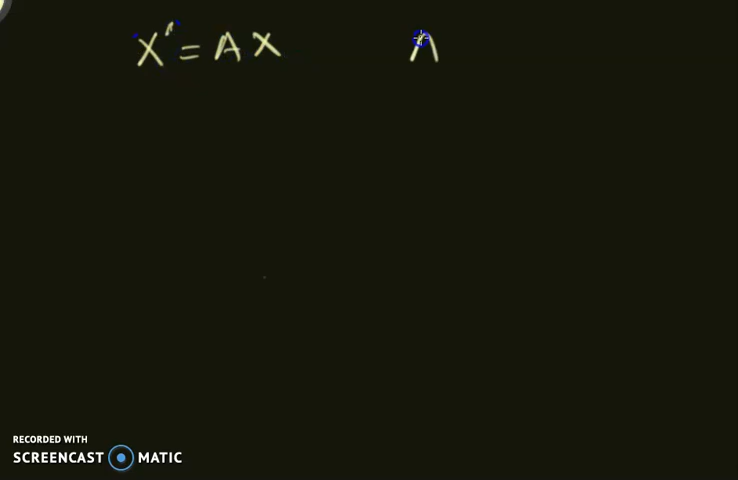 X' = AX A
RECORDED WITH
SCREENCAST MATIC